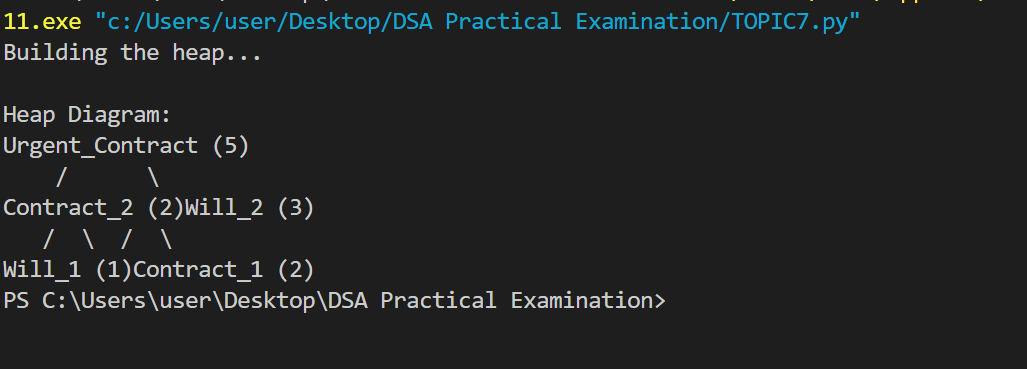 11.exe "c:/Users/user/Desktop/DSA Practical Examination/TOPIC7.py"
Building the heap...

Heap Diagram:
Urgent_Contract (5)
    /      \
Contract_2 (2)Will_2 (3)
   /  \  /  \
Will_1 (1)Contract_1 (2)
PS C:\Users\user\Desktop\DSA Practical Examination>